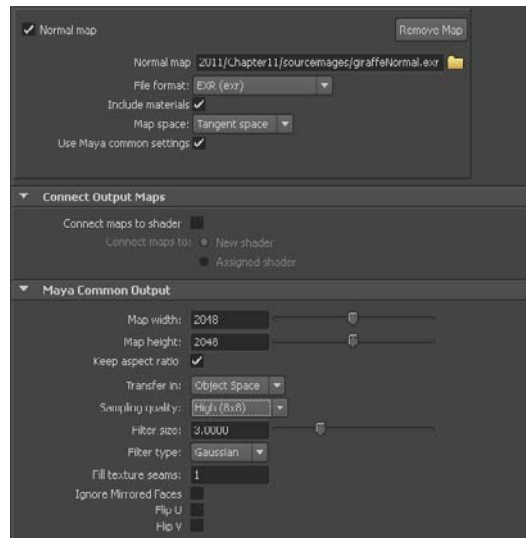 Normal map
Remove Map
Normal map 2011/Chapter11/sourceimages/giraffeNormal.exr
File format: EXR (exr)
Include materials
Map space: Tangent space
Use Maya common settings
Connect Output Maps
Connect maps to shader
Connect maps to: New shader
Assigned shader
Maya Common Output
Map width: 2048
Map height: 2048
Keep aspect ratio
Transfer in: Object Space
Sampling quality: High (8x8)
Filter size: 3.0000
Filter type: Gaussian
Fill texture seams: 1
Ignore Mirrored Faces
Flip U
Flip V